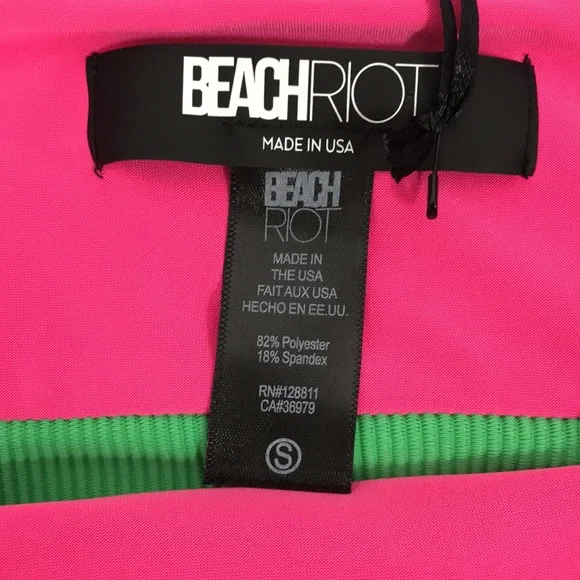 BEACHRIOT
MADE IN USA
BEACH
RIOT
MADE IN
THE USA
FAIT AUX USA
HECHO EN EE.UU.
82% Polyester
18% Spandex
RN#128811
CA#36979
S